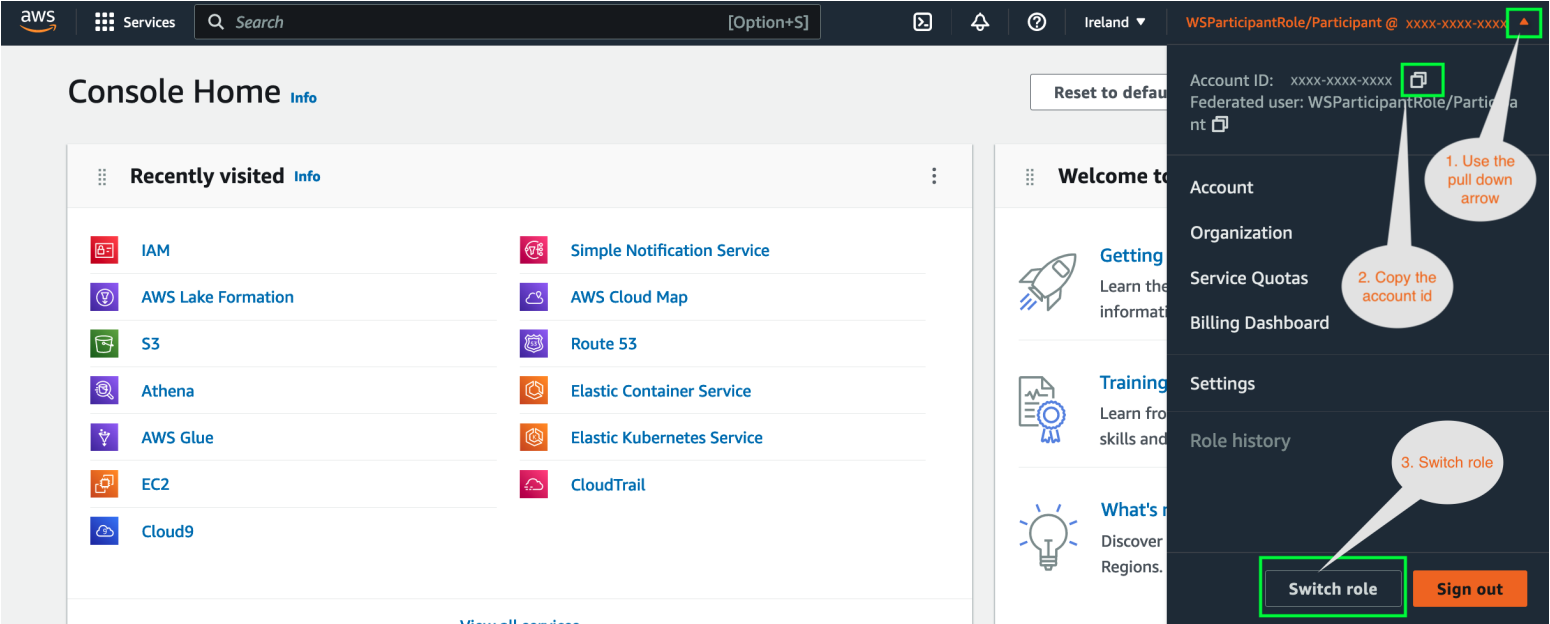 aws
Services
Search
[Option+S]
Ireland
WSParticipantRole/Participant @ xxxx-xxxx-xxxx
Console Home Info
Reset to defau
Account ID: xxxx-xxxx-xxxx
Federated user: WSParticipantRole/Participa
nt
1. Use the
pull down
arrow
Recently visited Info
IAM
AWS Lake Formation
S3
Athena
AWS Glue
EC2
Cloud9
Simple Notification Service
AWS Cloud Map
Route 53
Elastic Container Service
Elastic Kubernetes Service
CloudTrail
View all services
Welcome to
Getting
Learn the
informati
Training
Learn fro
skills and
What's n
Discover
Regions.
Account
Organization
Service Quotas
Billing Dashboard
2. Copy the
account id
Settings
Role history
3. Switch role
Switch role
Sign out